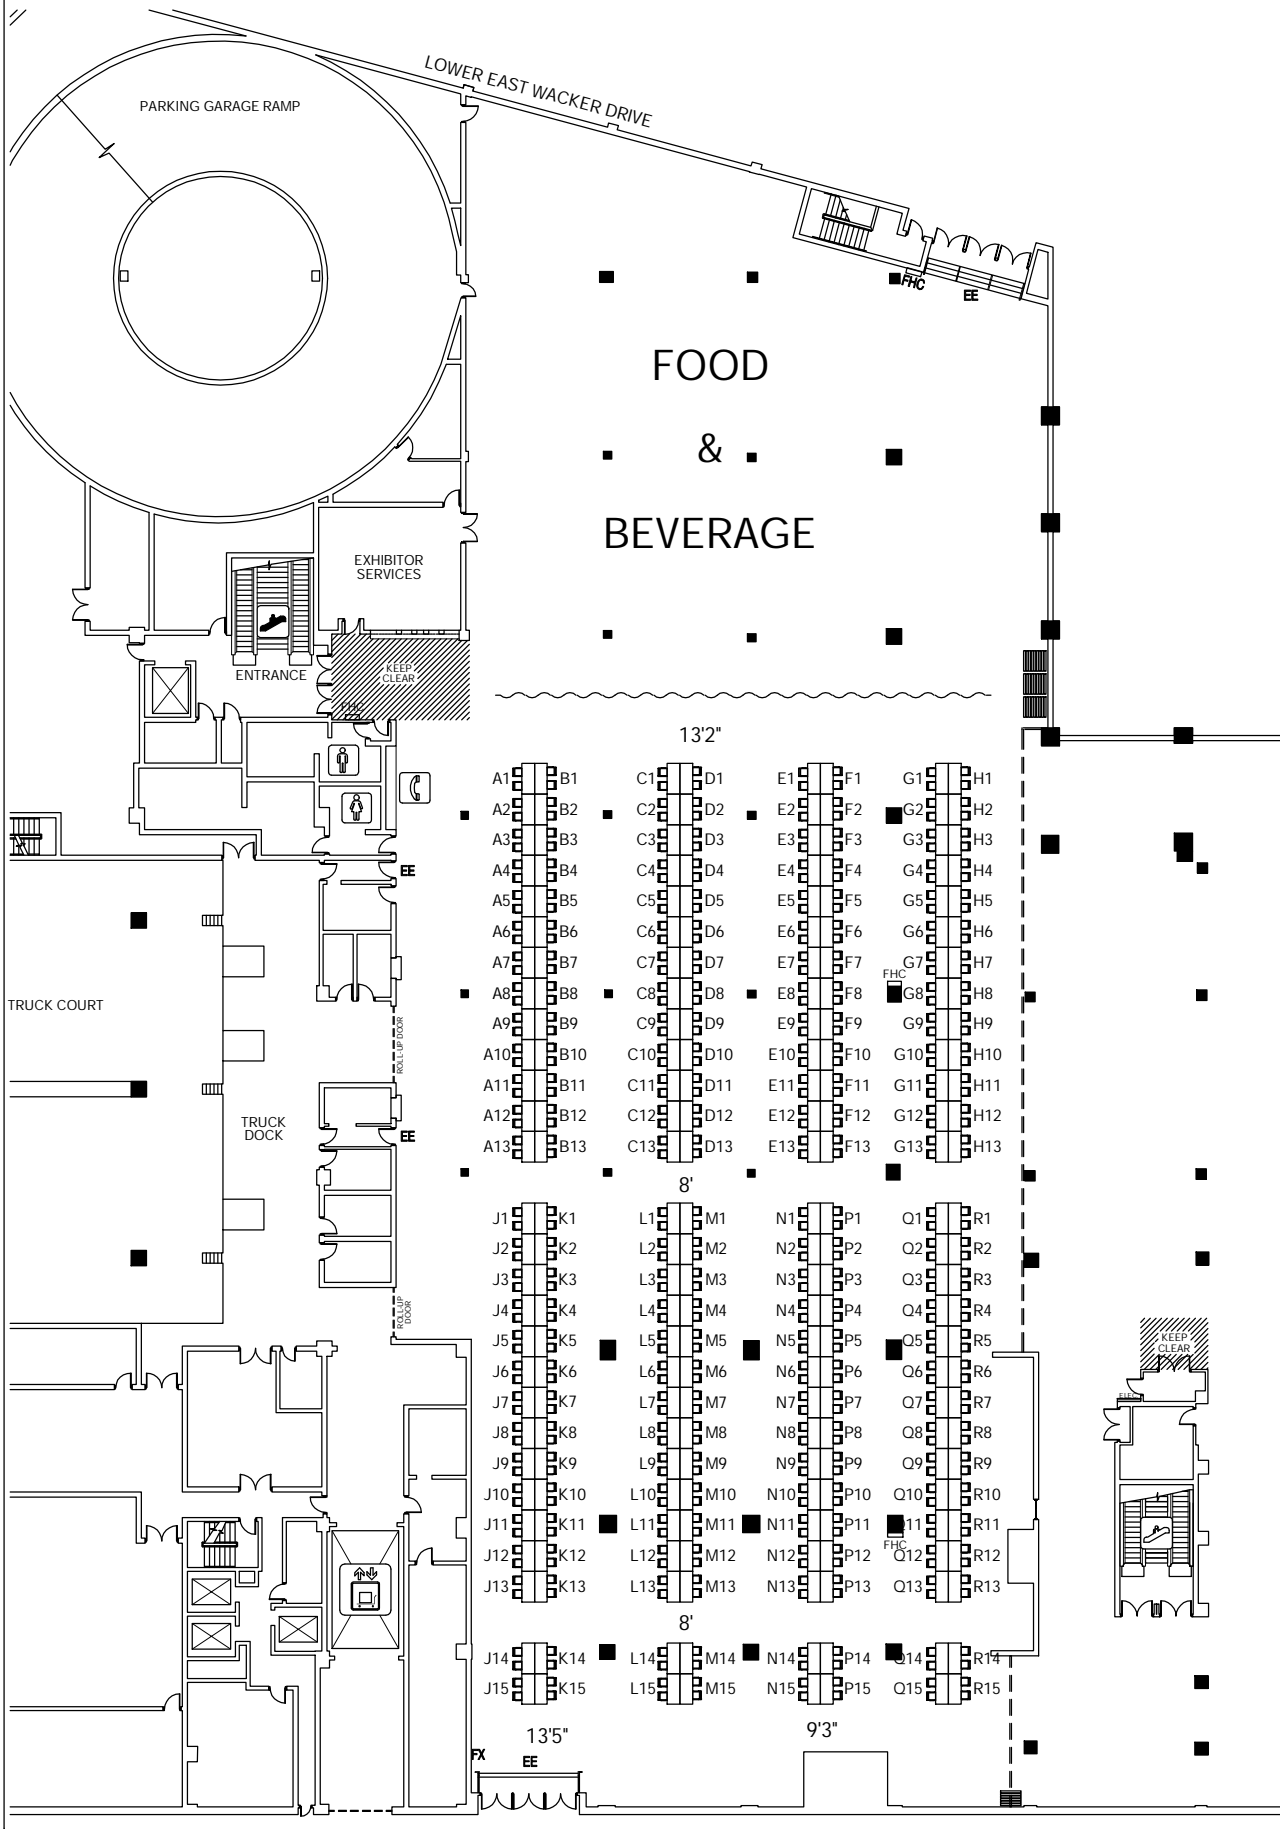 LOWER EAST WACKER DRIVE
PARKING GARAGE RAMP
FHC
EE
FOOD
&
BEVERAGE
EXHIBITOR
SERVICES
ENTRANCE
KEEP
CLEAR
FHC
13'2"
A1 B1 C1 D1 E1 F1 G1 H1
A2 B2 C2 D2 E2 F2 G2 H2
A3 B3 C3 D3 E3 F3 G3 H3
A4 B4 C4 D4 E4 F4 G4 H4
EE
A5 B5 C5 D5 E5 F5 G5 H5
A6 B6 C6 D6 E6 F6 G6 H6
A7 B7 C7 D7 E7 F7 G7 H7
FHC
A8 B8 C8 D8 E8 F8 G8 H8
TRUCK COURT
A9 B9 C9 D9 E9 F9 G9 H9
ROLL-UP DOOR
A10 B10 C10 D10 E10 F10 G10 H10
A11 B11 C11 D11 E11 F11 G11 H11
A12 B12 C12 D12 E12 F12 G12 H12
TRUCK
DOCK
EE
A13 B13 C13 D13 E13 F13 G13 H13
8'
J1 K1 L1 M1 N1 P1 Q1 R1
J2 K2 L2 M2 N2 P2 Q2 R2
J3 K3 L3 M3 N3 P3 Q3 R3
J4 K4 L4 M4 N4 P4 Q4 R4
ROLL-UP
DOOR
J5 K5 L5 M5 N5 P5 Q5 R5
KEEP
CLEAR
J6 K6 L6 M6 N6 P6 Q6 R6
ELEC
J7 K7 L7 M7 N7 P7 Q7 R7
J8 K8 L8 M8 N8 P8 Q8 R8
J9 K9 L9 M9 N9 P9 Q9 R9
J10 K10 L10 M10 N10 P10 Q10 R10
J11 K11 L11 M11 N11 P11 Q11 R11
FHC
J12 K12 L12 M12 N12 P12 Q12 R12
J13 K13 L13 M13 N13 P13 Q13 R13
8'
J14 K14 L14 M14 N14 P14 Q14 R14
J15 K15 L15 M15 N15 P15 Q15 R15
13'5"
9'3"
FX
EE